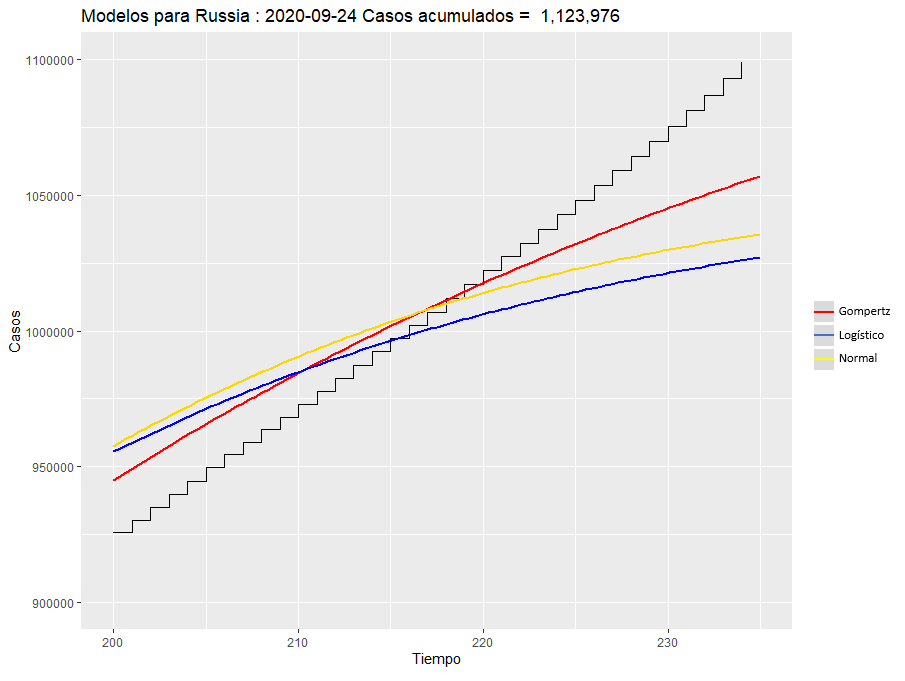 Modelos para Russia : 2020-09-24 Casos acumulados =  1,123,976
1100000
1050000
1000000
950000
900000
Casos
200
210
220
230
Tiempo
Gompertz
Logístico
Normal